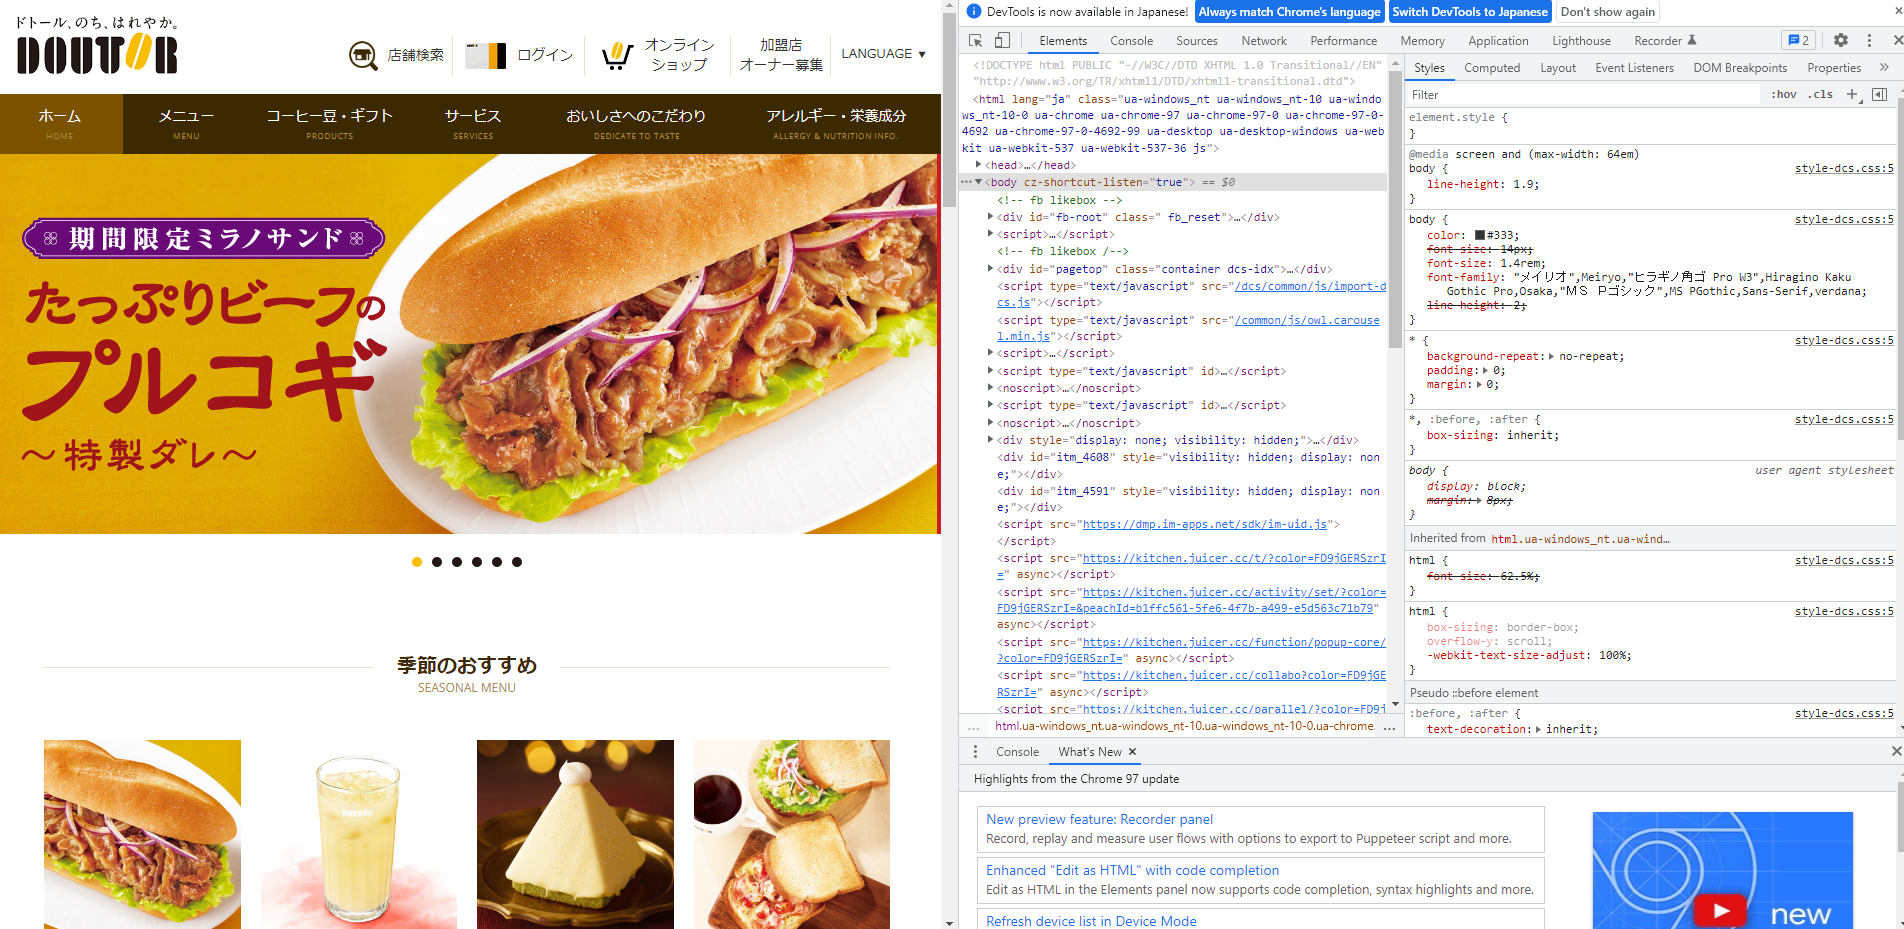 ドトール、のち、はれやか。
DOUTOR
店舗検索
ログイン
オンライン
ショップ
加盟店
オーナー募集
LANGUAGE ▼
ホーム
HOME
メニュー
MENU
コーヒー豆・ギフト
PRODUCTS
サービス
SERVICES
おいしさへのこだわり
DEDICATE TO TASTE
アレルギー・栄養成分
ALLERGY & NUTRITION INFO.
期間限定ミラノサンド
たっぷりビーフの
プルコギ
～特製ダレ～
季節のおすすめ
SEASONAL MENU
DevTools is now available in Japanese!
Always match Chrome's language
Switch DevTools to Japanese
Don't show again
Elements
Console
Sources
Network
Performance
Memory
Application
Lighthouse
Recorder
2
<!DOCTYPE html PUBLIC "-//W3C//DTD XHTML 1.0 Transitional//EN"
"http://www.w3.org/TR/xhtml1/DTD/xhtml1-transitional.dtd">
<html lang="ja" class="ua-windows_nt ua-windows_nt-10 ua-windo
ws_nt-10-0 ua-chrome ua-chrome-97 ua-chrome-97-0 ua-chrome-97-0-
4692 ua-chrome-97-0-4692-99 ua-desktop ua-desktop-windows ua-web
kit ua-webkit-537 ua-webkit-537-36 js">
<head>…</head>
<body cz-shortcut-listen="true"> == $0
<!-- fb likebox -->
<div id="fb-root" class=" fb_reset">…</div>
<script>…</script>
<!-- fb likebox /-->
<div id="pagetop" class="container dcs-idx">…</div>
<script type="text/javascript" src="/dcs/common/js/import-d
cs.js"></script>
<script type="text/javascript" src="/common/js/owl.carouse
l.min.js"></script>
<script>…</script>
<script type="text/javascript" id>…</script>
<noscript>…</noscript>
<script type="text/javascript" id>…</script>
<noscript>…</noscript>
<div style="display: none; visibility: hidden;">…</div>
<div id="itm_4608" style="visibility: hidden; display: non
e;"></div>
<div id="itm_4591" style="visibility: hidden; display: non
e;"></div>
<script src="https://dmp.im-apps.net/sdk/im-uid.js">
</script>
<script src="https://kitchen.juicer.cc/t/?color=FD9jGERSzrI
=" async></script>
<script src="https://kitchen.juicer.cc/activity/set/?color=
FD9jGERSzrI=&peachId=b1ffc561-5fe6-4f7b-a499-e5d563c71b79"
async></script>
<script src="https://kitchen.juicer.cc/function/popup-core/
?color=FD9jGERSzrI=" async></script>
<script src="https://kitchen.juicer.cc/collabo?color=FD9jGE
RSzrI=" async></script>
<script src="https://kitchen.juicer.cc/parallel/?color=FD9j
... html.ua-windows_nt.ua-windows_nt-10.ua-windows_nt-10-0.ua-chrome ...
Styles
Computed
Layout
Event Listeners
DOM Breakpoints
Properties
Filter
:hov .cls
element.style {
}
@media screen and (max-width: 64em)
body { style-dcs.css:5
line-height: 1.9;
}
body { style-dcs.css:5
color: #333;
font-size: 14px;
font-size: 1.4rem;
font-family: "メイリオ",Meiryo,"ヒラギノ角ゴ Pro W3",Hiragino Kaku
Gothic Pro,Osaka,"ＭＳ Ｐゴシック",MS PGothic,Sans-Serif,verdana;
line-height: 2;
}
* { style-dcs.css:5
background-repeat: no-repeat;
padding: 0;
margin: 0;
}
*, :before, :after { style-dcs.css:5
box-sizing: inherit;
}
body { user agent stylesheet
display: block;
margin: 8px;
}
Inherited from html.ua-windows_nt.ua-wind…
html { style-dcs.css:5
font-size: 62.5%;
}
html { style-dcs.css:5
box-sizing: border-box;
overflow-y: scroll;
-webkit-text-size-adjust: 100%;
}
Pseudo ::before element
:before, :after { style-dcs.css:5
text-decoration: inherit;
Console
What's New
Highlights from the Chrome 97 update
New preview feature: Recorder panel
Record, replay and measure user flows with options to export to Puppeteer script and more.
Enhanced "Edit as HTML" with code completion
Edit as HTML in the Elements panel now supports code completion, syntax highlights and more.
Refresh device list in Device Mode
new